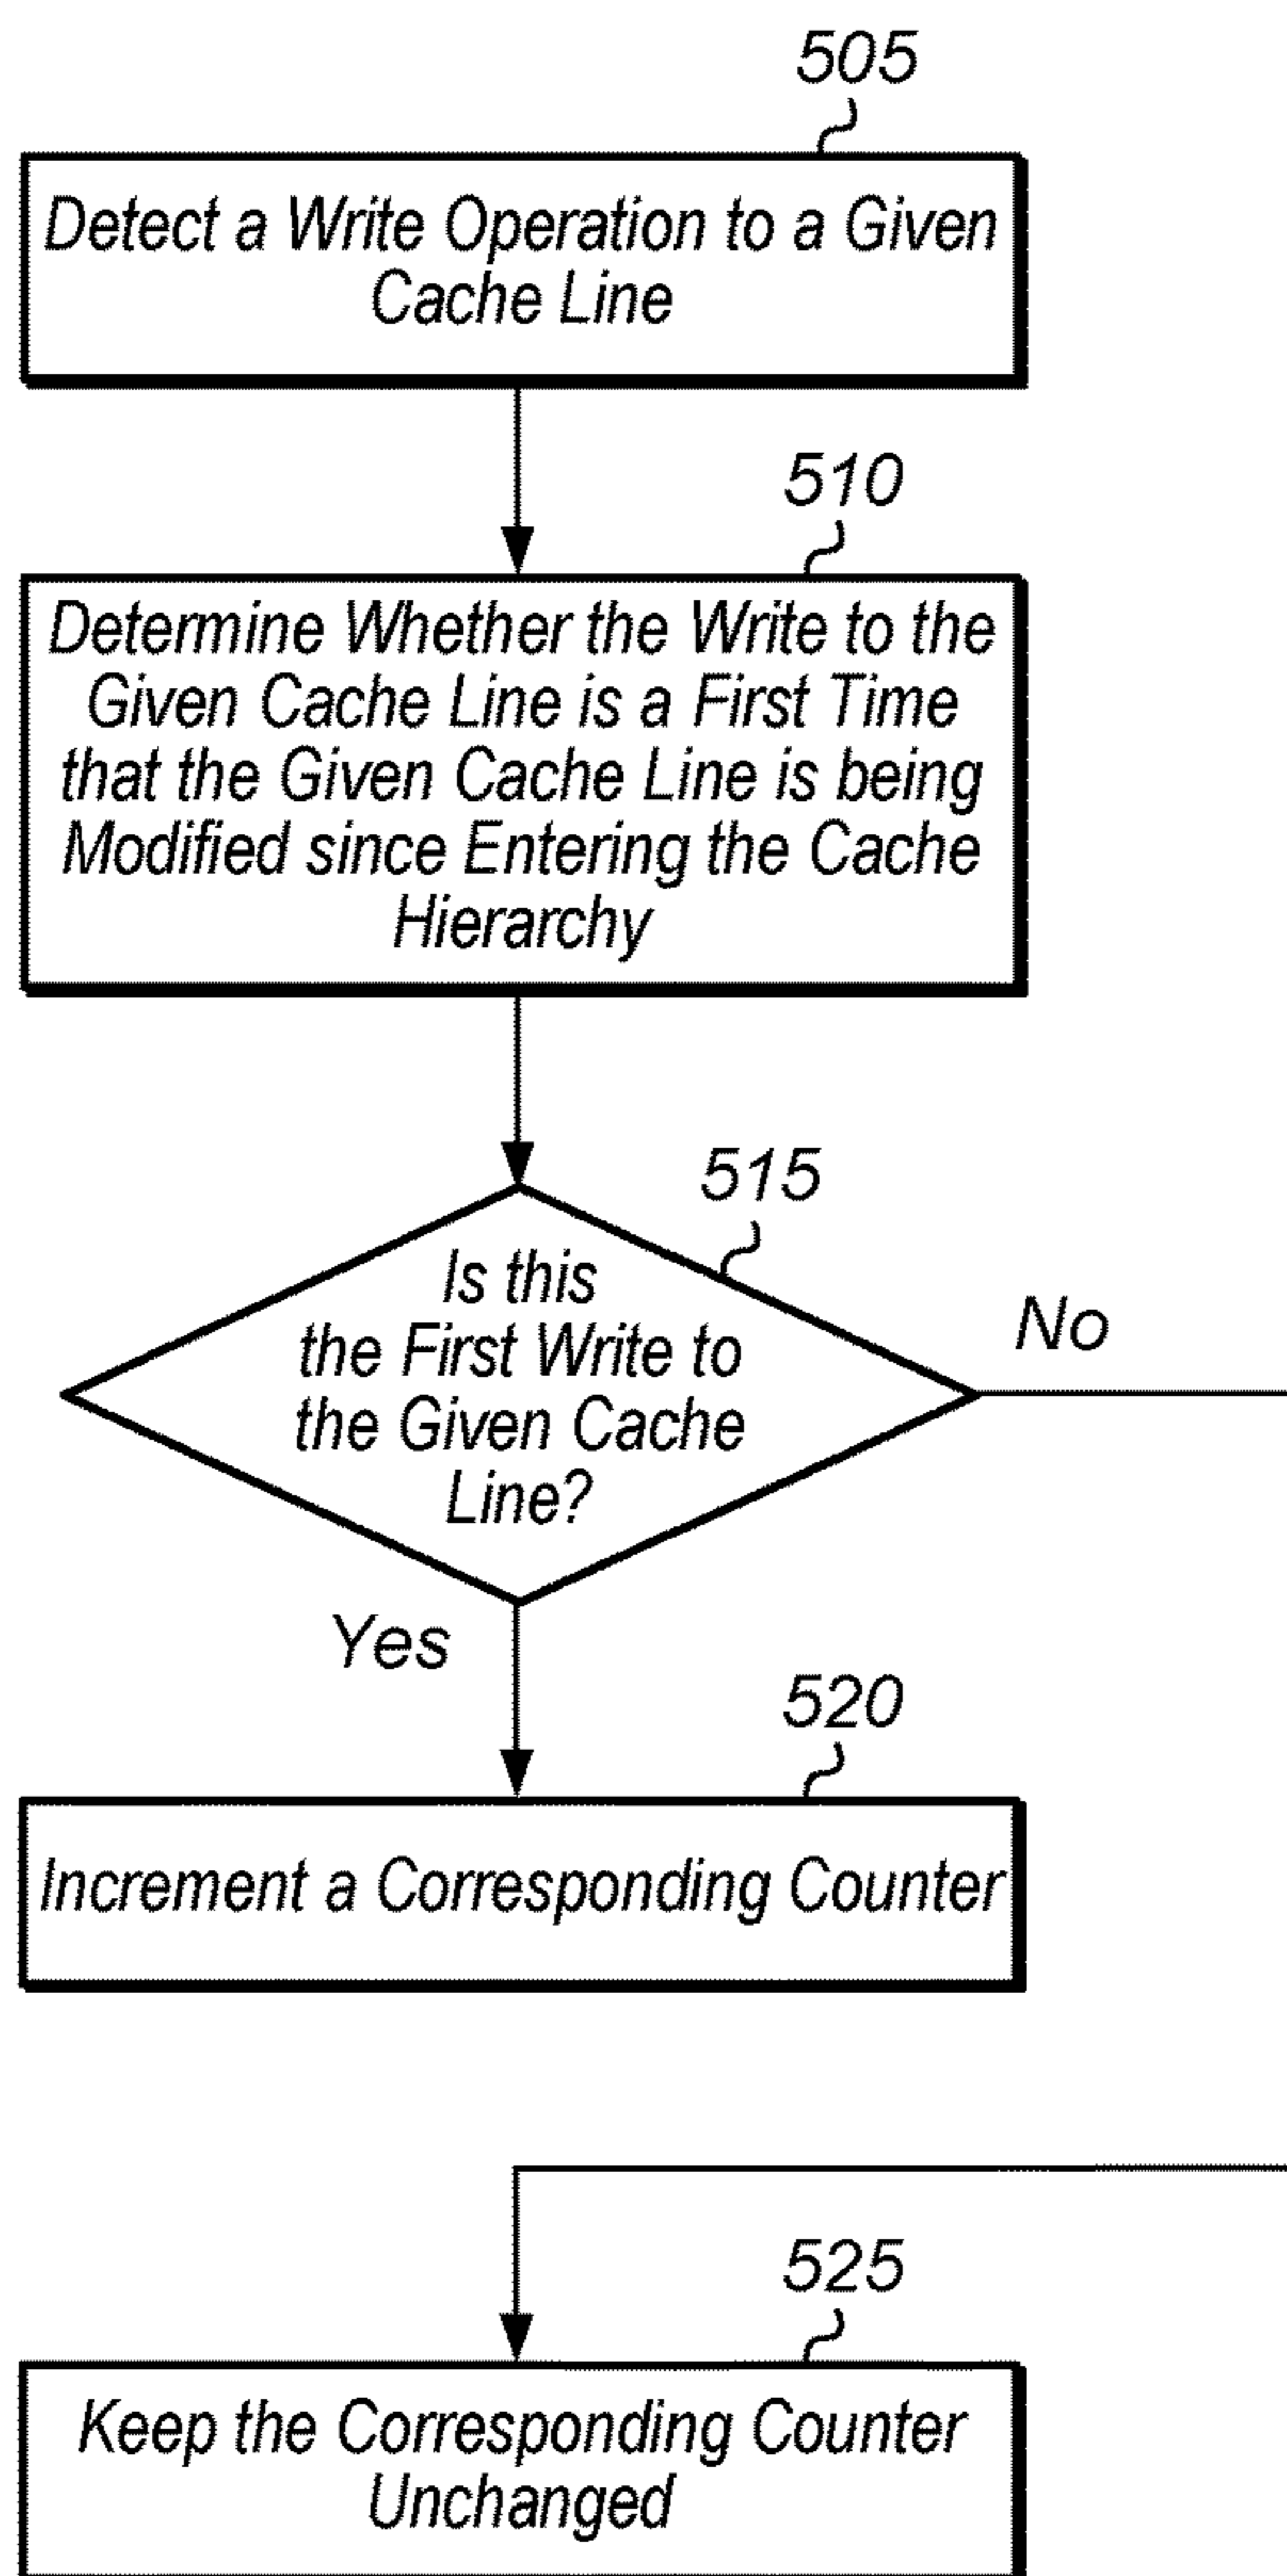 505
Detect a Write Operation to a Given
Cache Line
510
Determine Whether the Write to the
Given Cache Line is a First Time
that the Given Cache Line is being
Modified since Entering the Cache
Hierarchy
515
Is this
the First Write to
the Given Cache
Line?
No
Yes
520
Increment a Corresponding Counter
525
Keep the Corresponding Counter
Unchanged